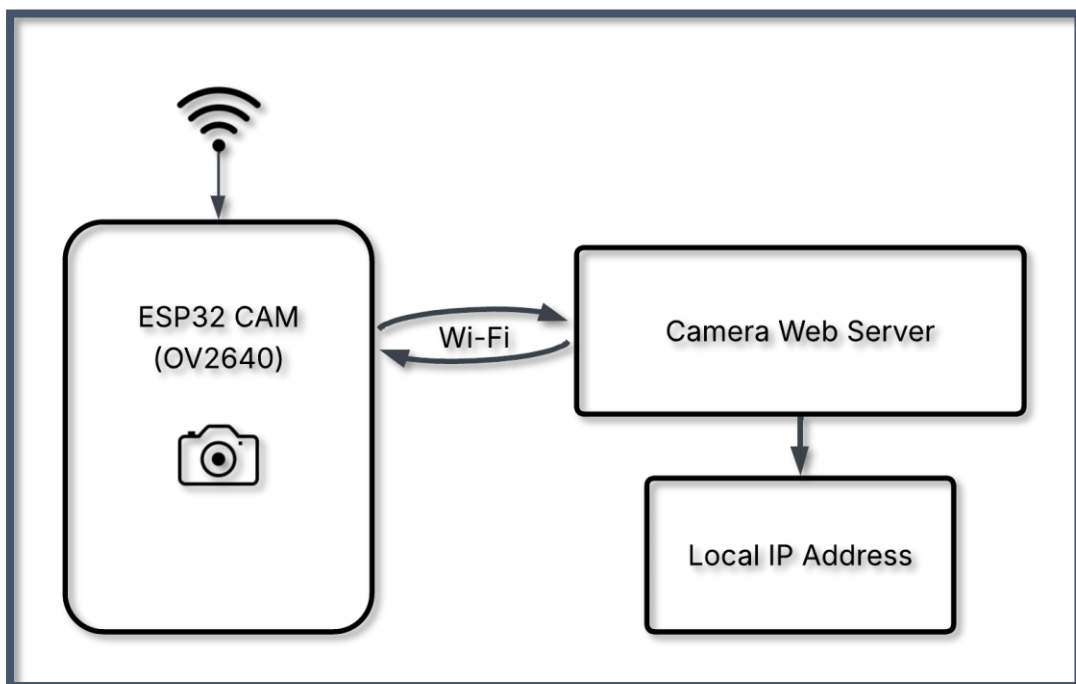 ESP32 CAM
(OV2640)
Wi-Fi
Camera Web Server
Local IP Address